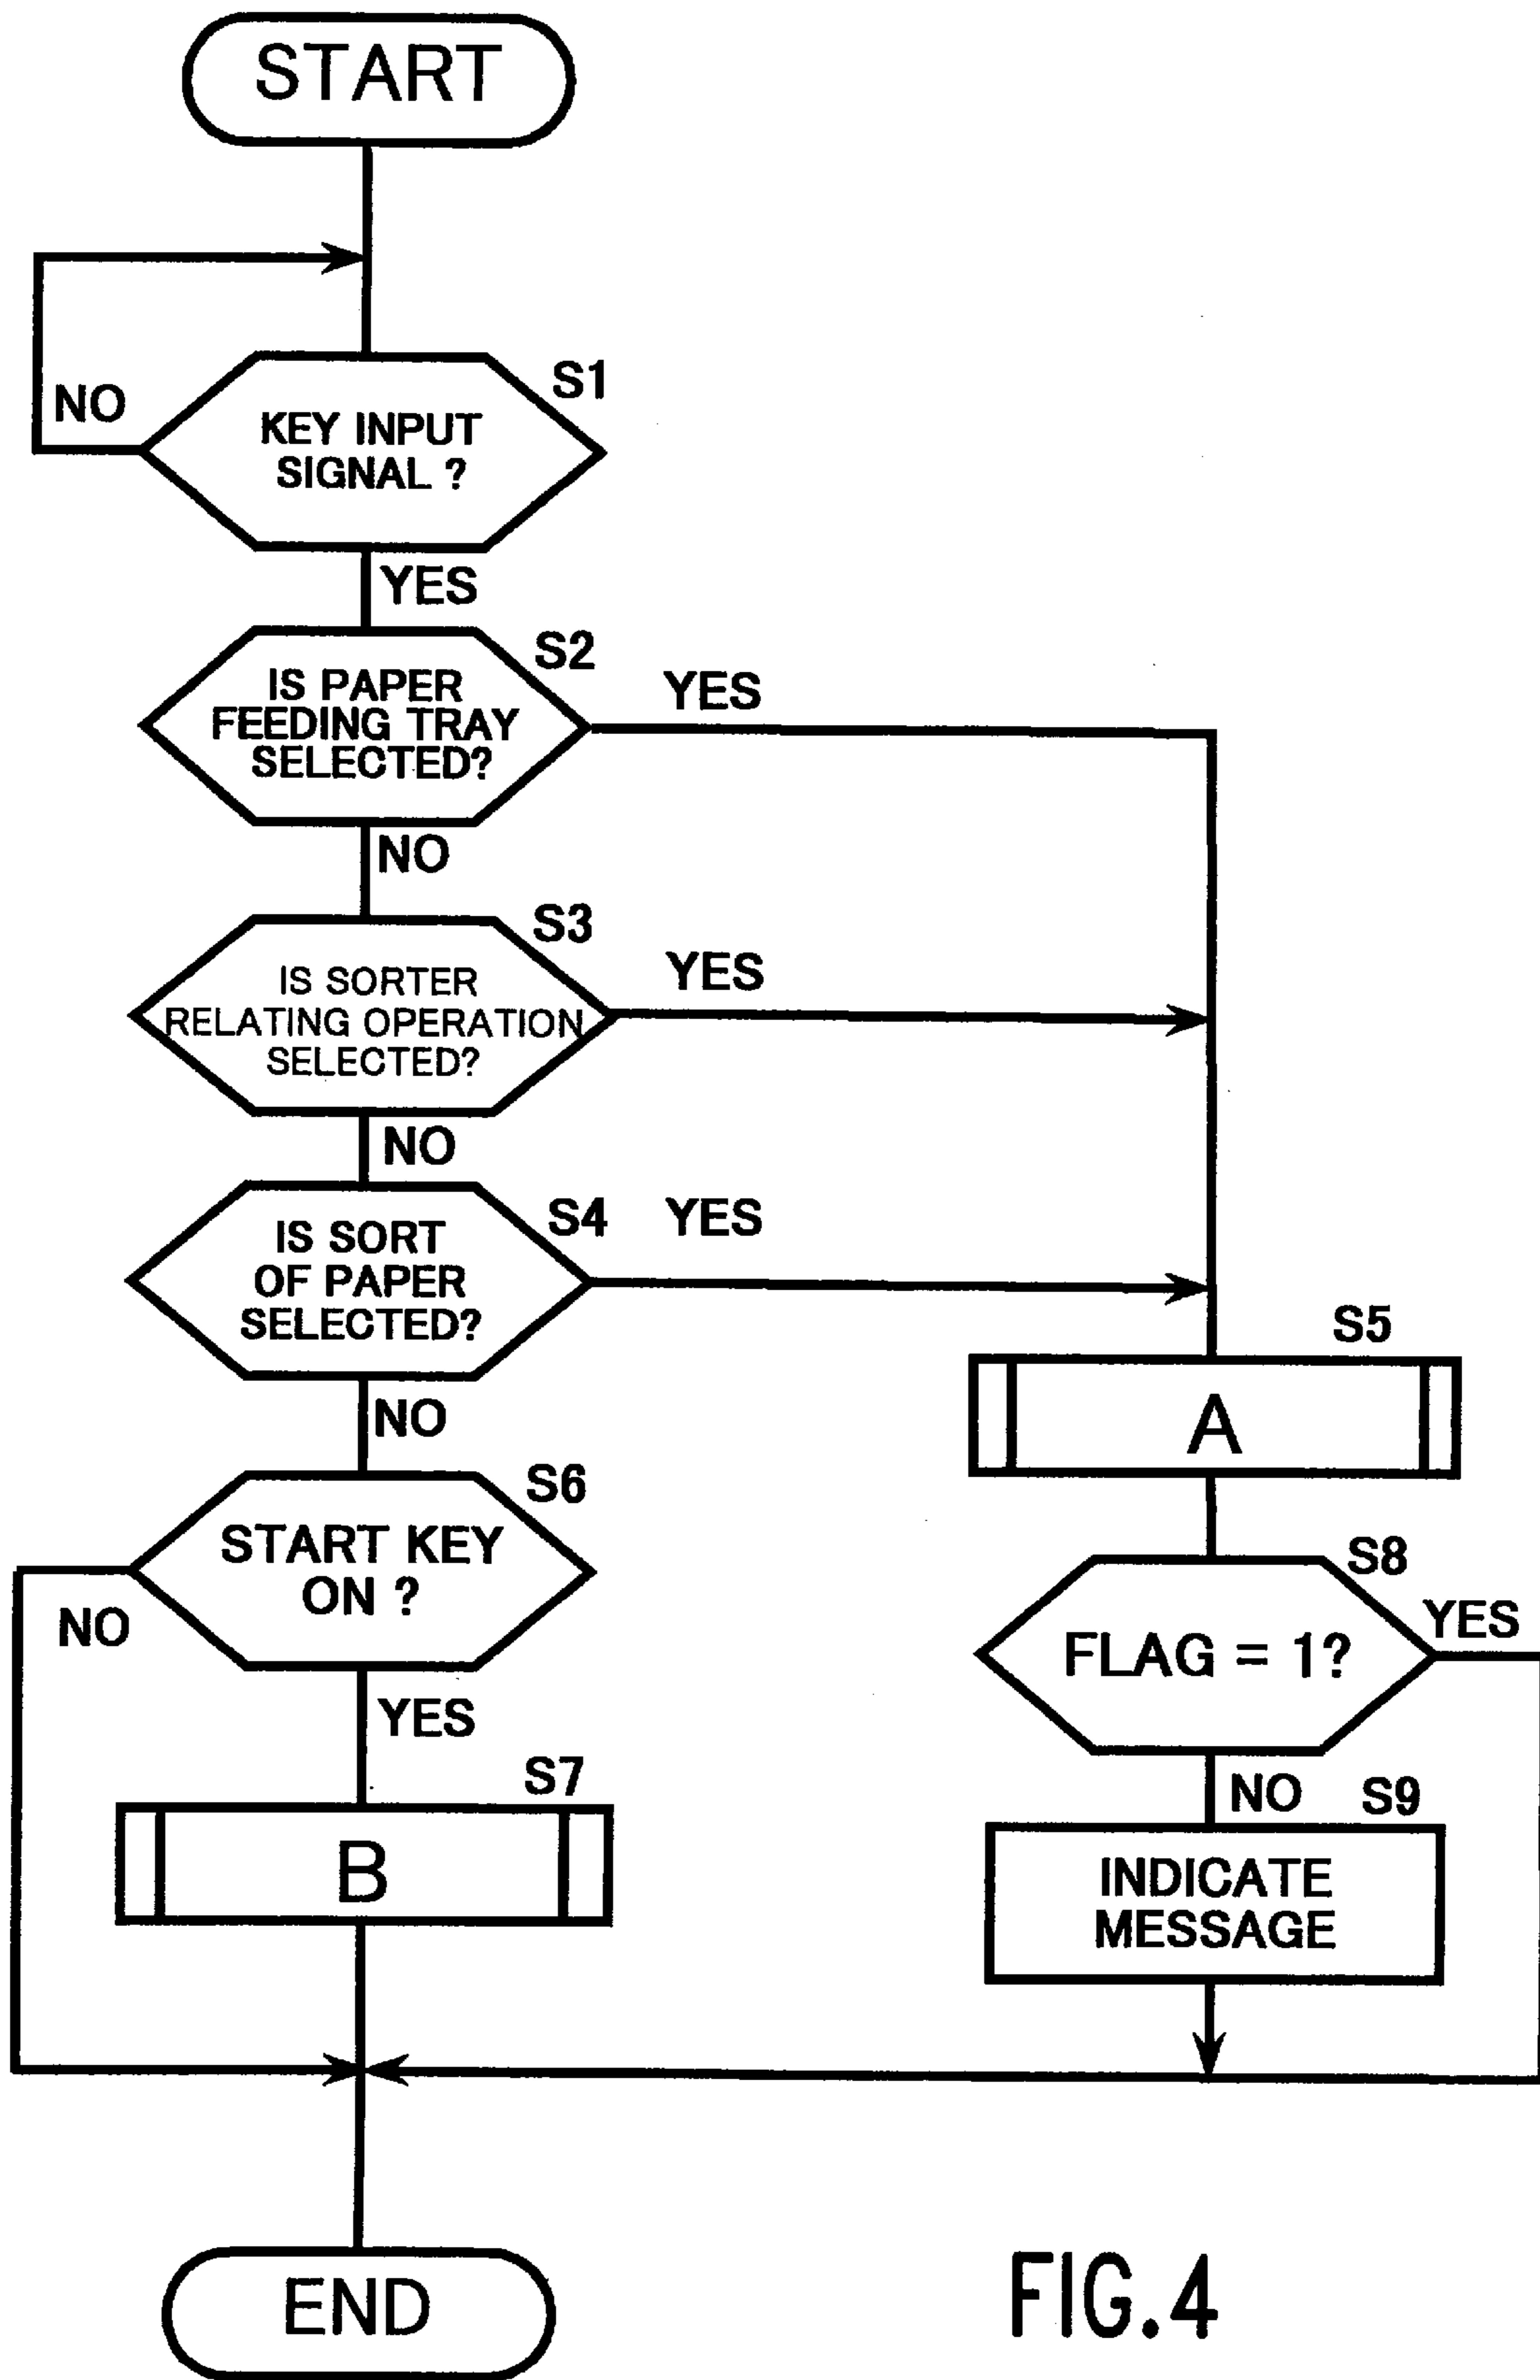 START
NO
S1
KEY INPUT
SIGNAL ?
YES
S2
IS PAPER
FEEDING TRAY
SELECTED?
YES
NO
S3
IS SORTER
RELATING OPERATION
SELECTED?
YES
NO
S4
IS SORT
OF PAPER
SELECTED?
YES
NO
S5
A
S6
START KEY
ON ?
NO
YES
S8
FLAG = 1?
YES
NO
S7
B
S9
INDICATE
MESSAGE
END
FIG.4